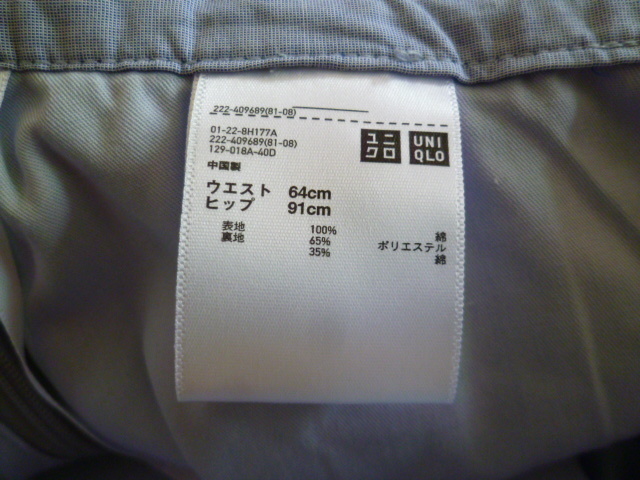 222-409689(81-08)
01-22-8H177A
222-409689(81-08)
129-018A-40D
中国製
ユニ
クロ
UNI
QLO
ウエスト 64cm
ヒップ 91cm
表地 100% 綿
裏地 65% ポリエステル
35% 綿